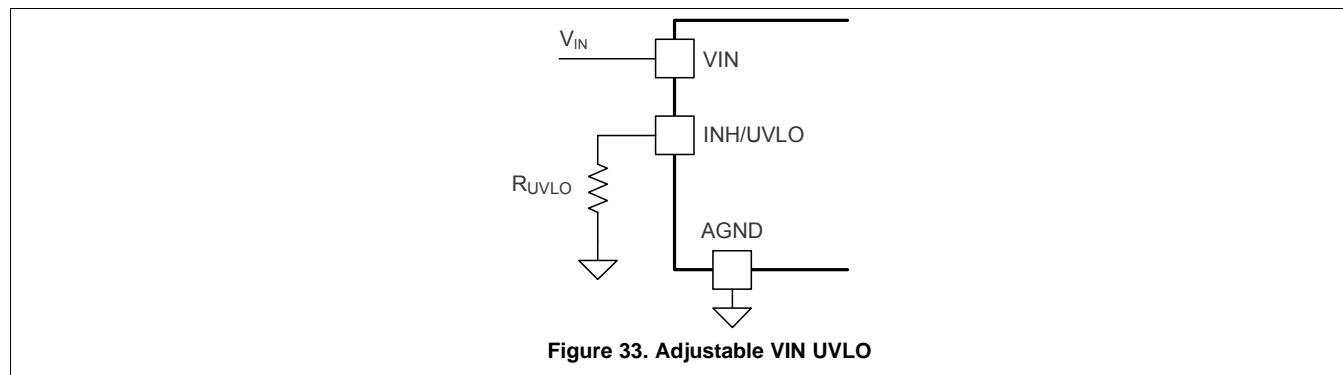 VIN
VIN
INH/UVLO
RUVLO
AGND
Figure 33. Adjustable VIN UVLO